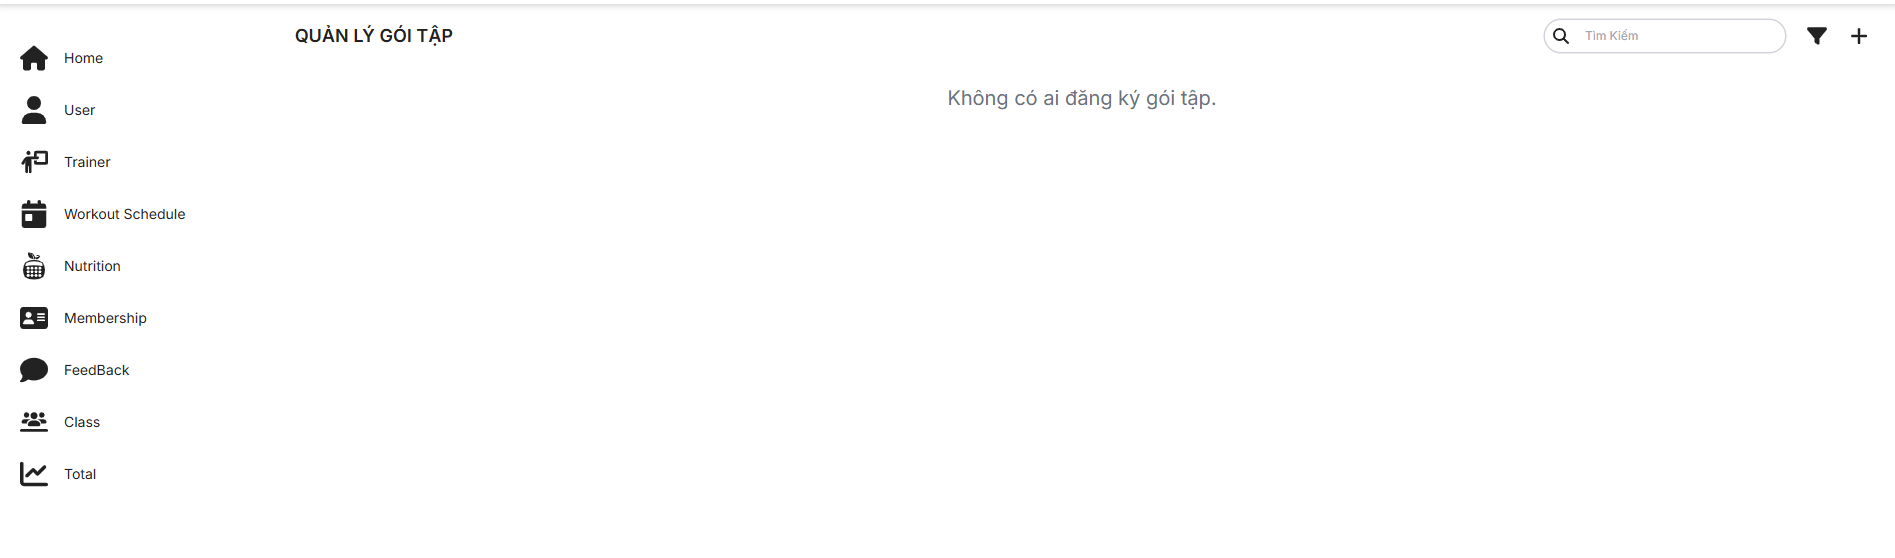 QUẢN LÝ GÓI TẬP
Tìm Kiếm
Không có ai đăng ký gói tập.
Home
User
Trainer
Workout Schedule
Nutrition
Membership
FeedBack
Class
Total